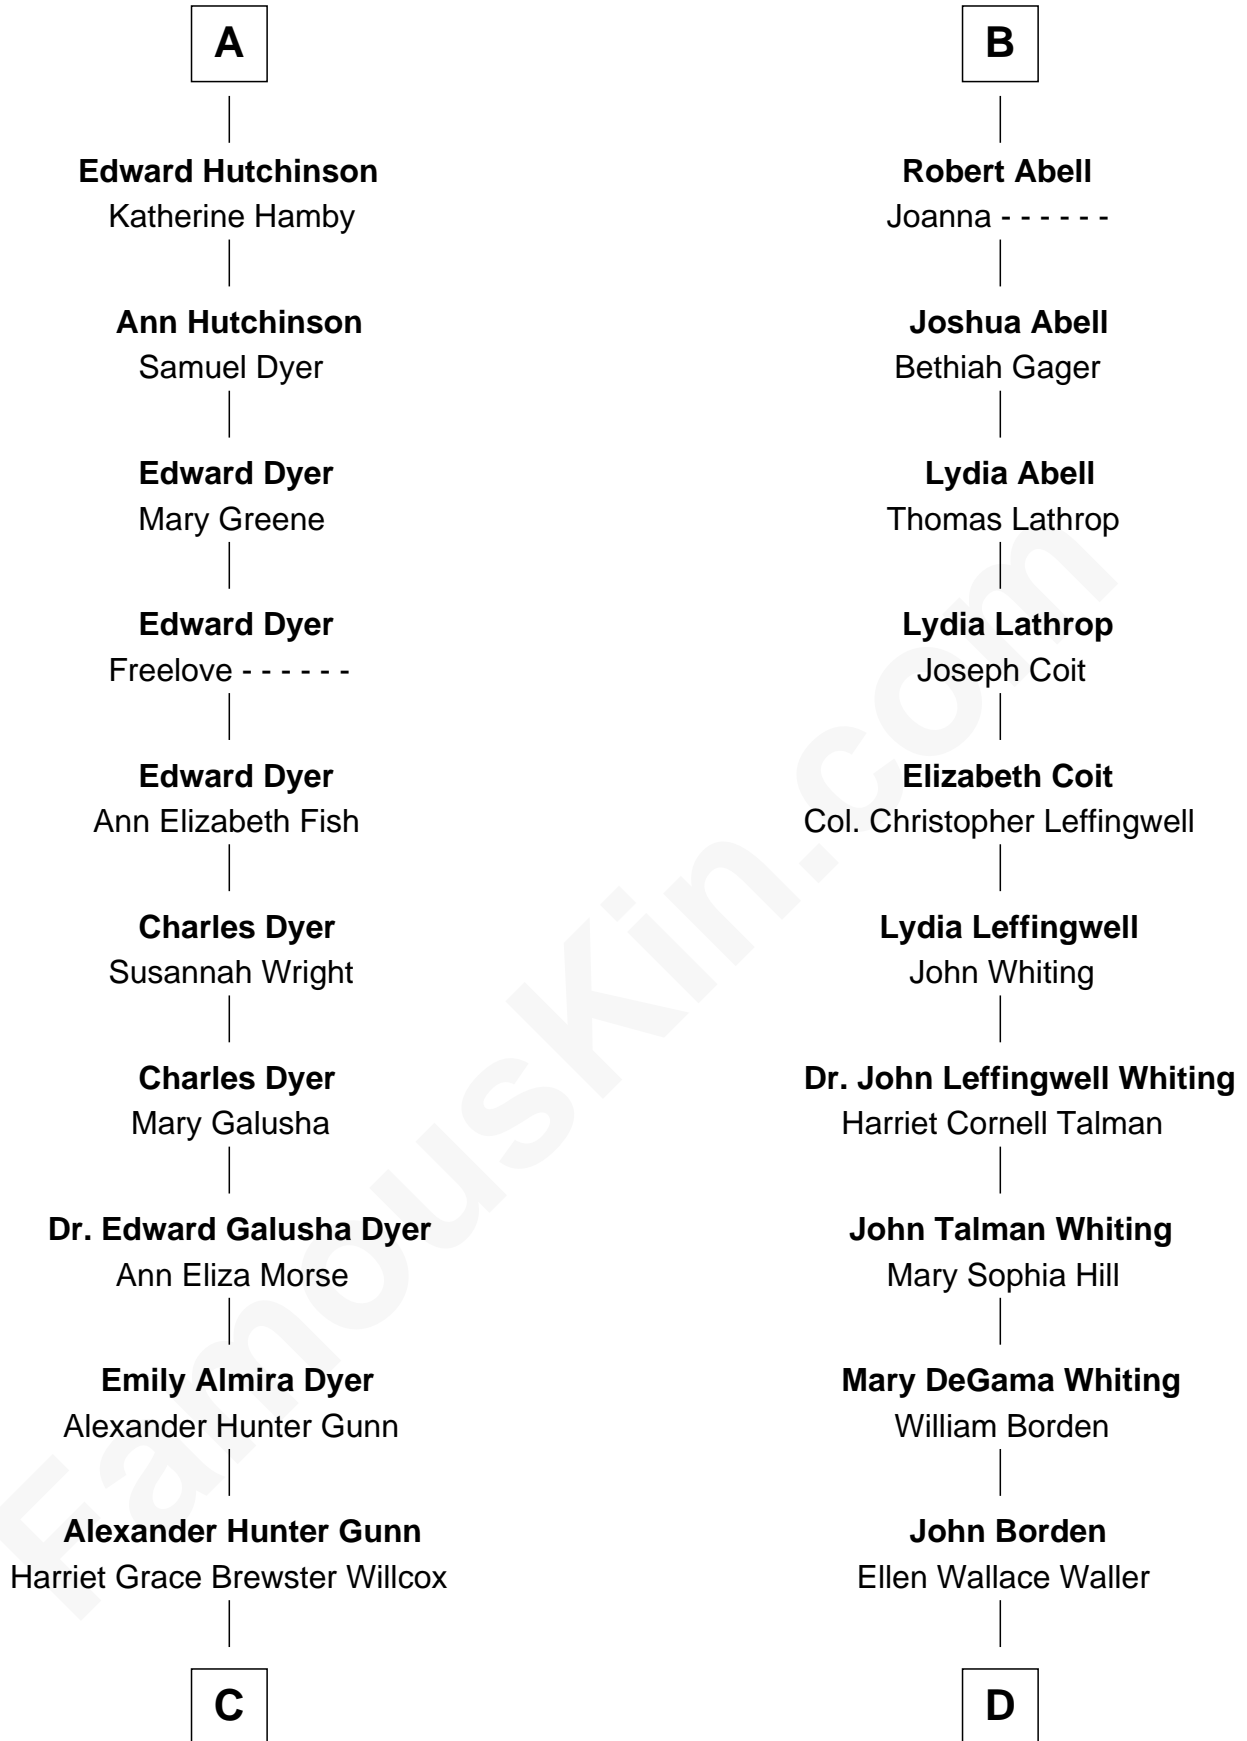 A
Edward Hutchinson
Katherine Hamby
Ann Hutchinson
Samuel Dyer
Edward Dyer
Mary Greene
Edward Dyer
Freelove - - - - - -
Edward Dyer
Ann Elizabeth Fish
Charles Dyer
Susannah Wright
Charles Dyer
Mary Galusha
Dr. Edward Galusha Dyer
Ann Eliza Morse
Emily Almira Dyer
Alexander Hunter Gunn
Alexander Hunter Gunn
Harriet Grace Brewster Willcox
C
B
Robert Abell
Joanna - - - - - -
Joshua Abell
Bethiah Gager
Lydia Abell
Thomas Lathrop
Lydia Lathrop
Joseph Coit
Elizabeth Coit
Col. Christopher Leffingwell
Lydia Leffingwell
John Whiting
Dr. John Leffingwell Whiting
Harriet Cornell Talman
John Talman Whiting
Mary Sophia Hill
Mary DeGama Whiting
William Borden
John Borden
Ellen Wallace Waller
D
FamousKin.com